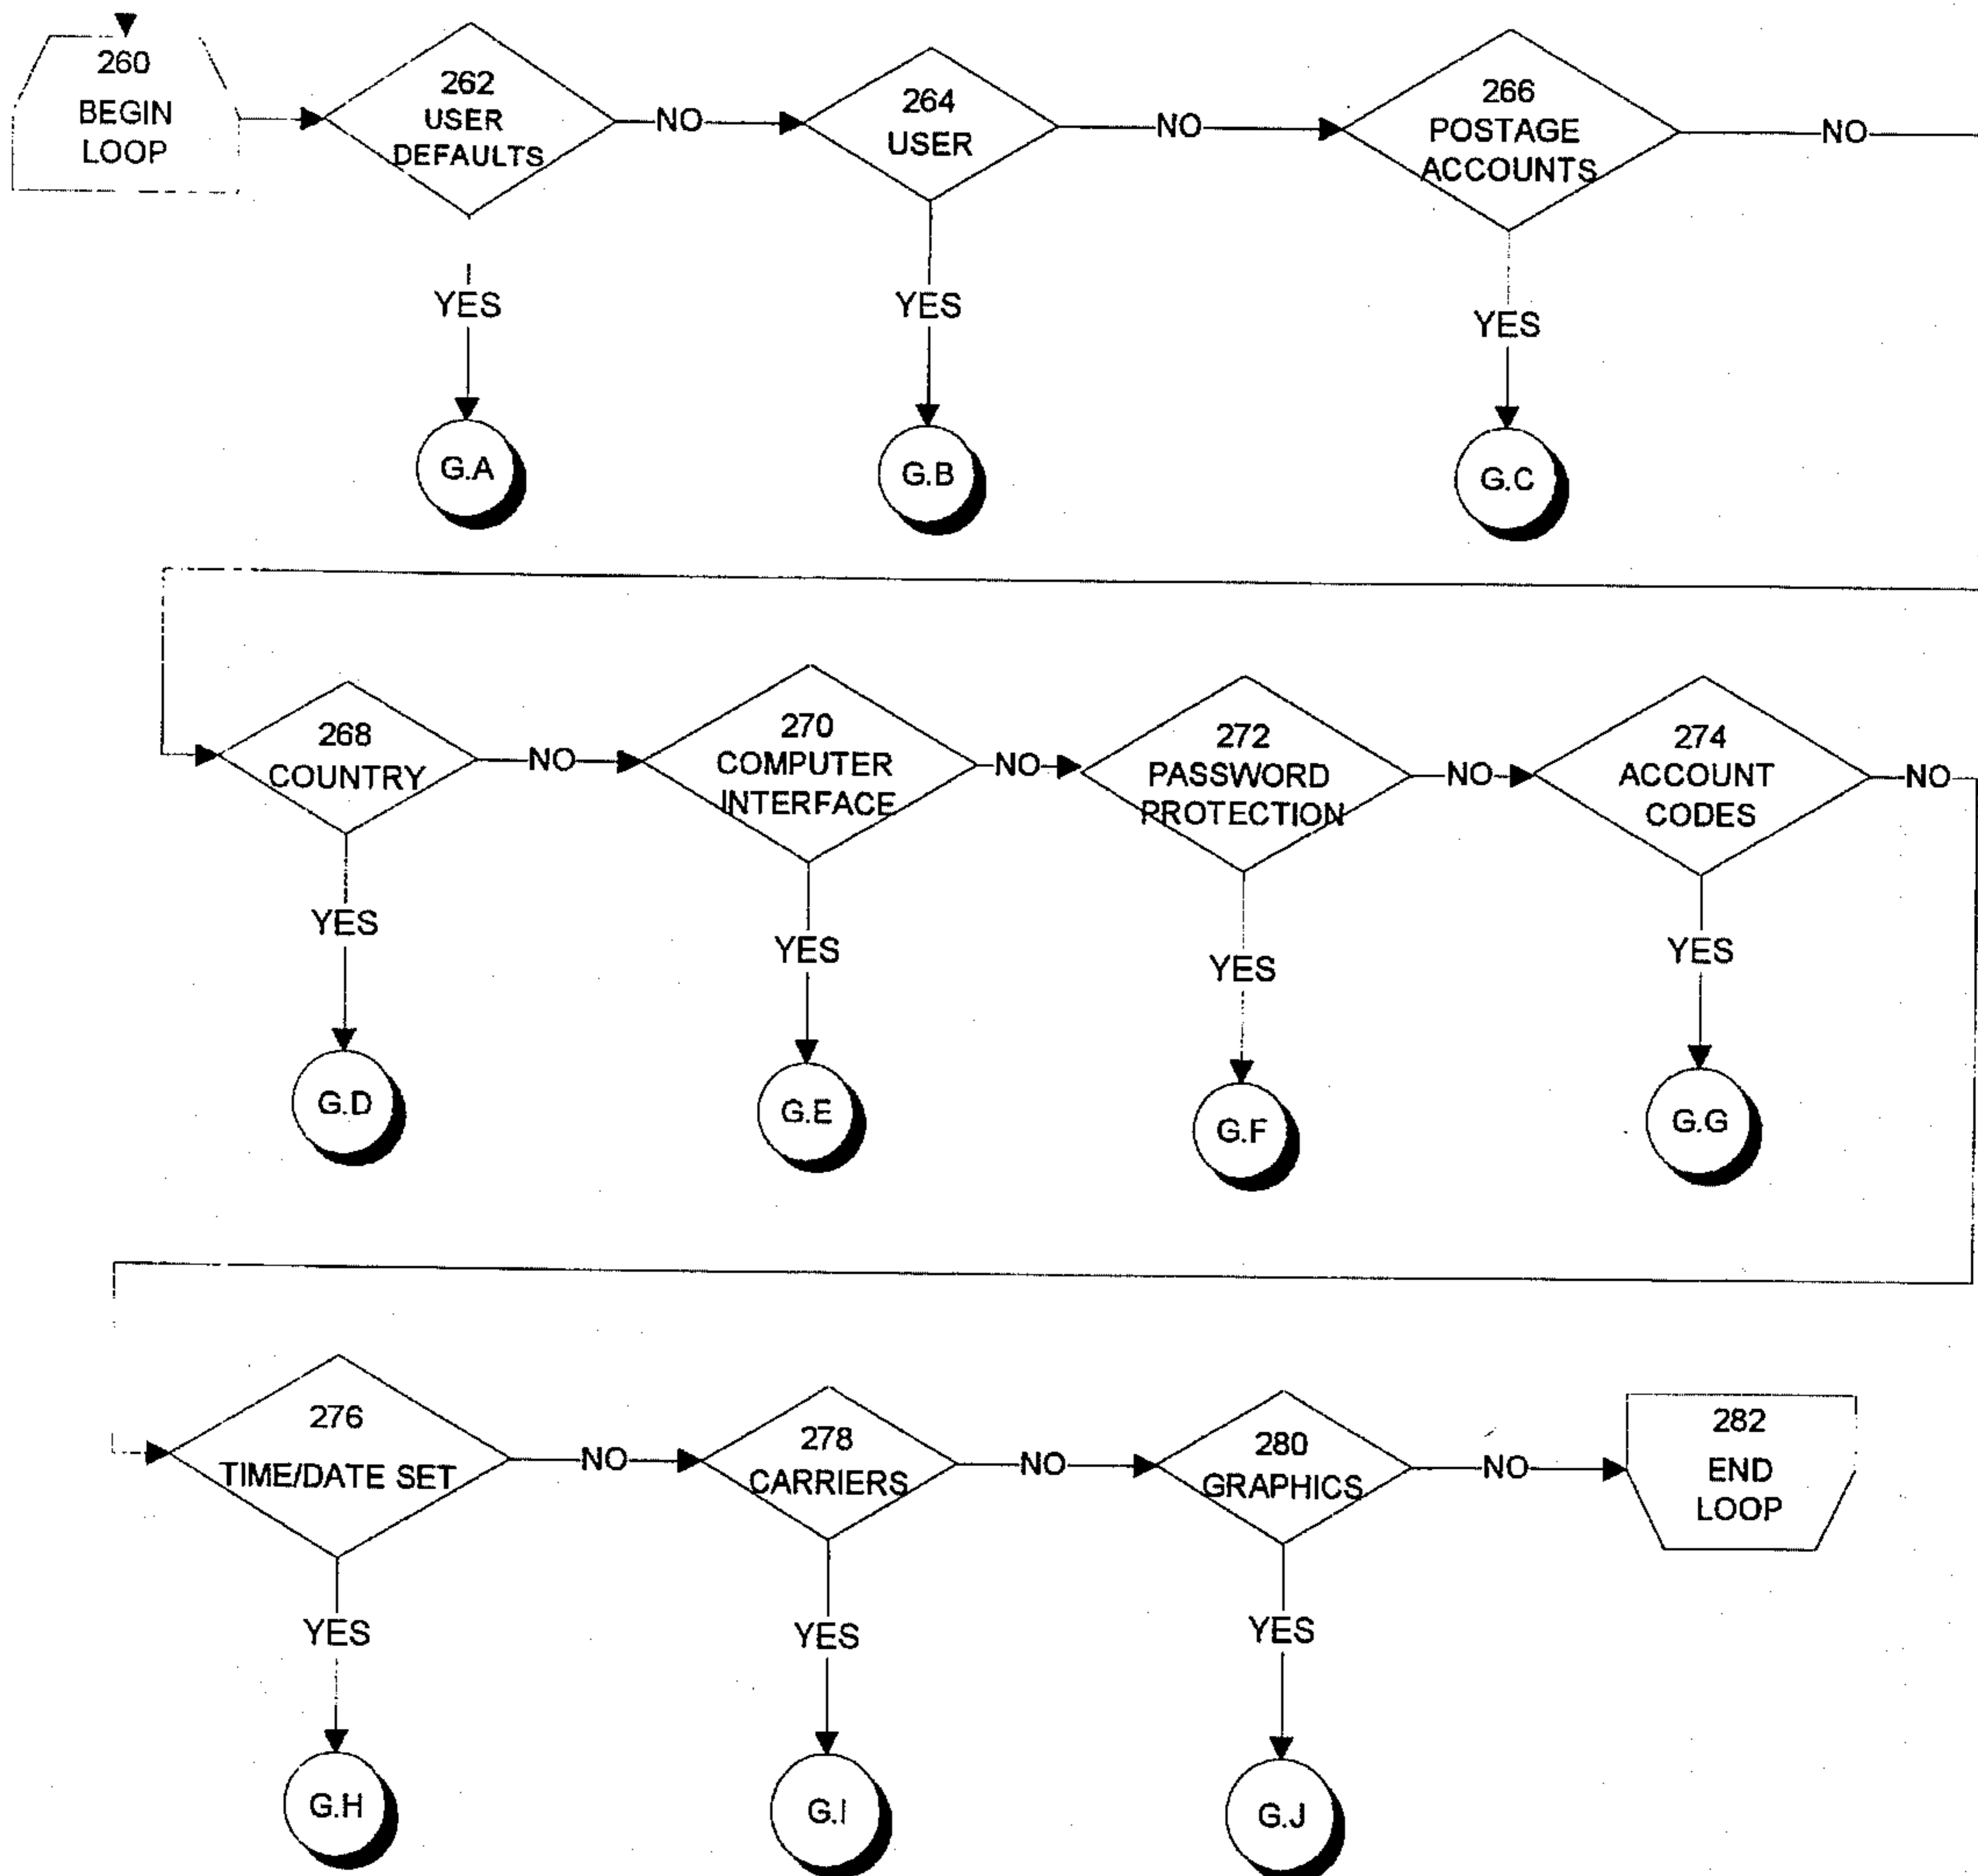 260
BEGIN
LOOP
262
USER
DEFAULTS
NO
264
USER
NO
266
POSTAGE
ACCOUNTS
NO
YES
YES
YES
G.A
G.B
G.C
268
COUNTRY
NO
270
COMPUTER
INTERFACE
NO
272
PASSWORD
PROTECTION
NO
274
ACCOUNT
CODES
NO
YES
YES
YES
YES
G.D
G.E
G.F
G.G
276
TIME/DATE SET
NO
278
CARRIERS
NO
280
GRAPHICS
NO
282
END
LOOP
YES
YES
YES
G.H
G.I
G.J